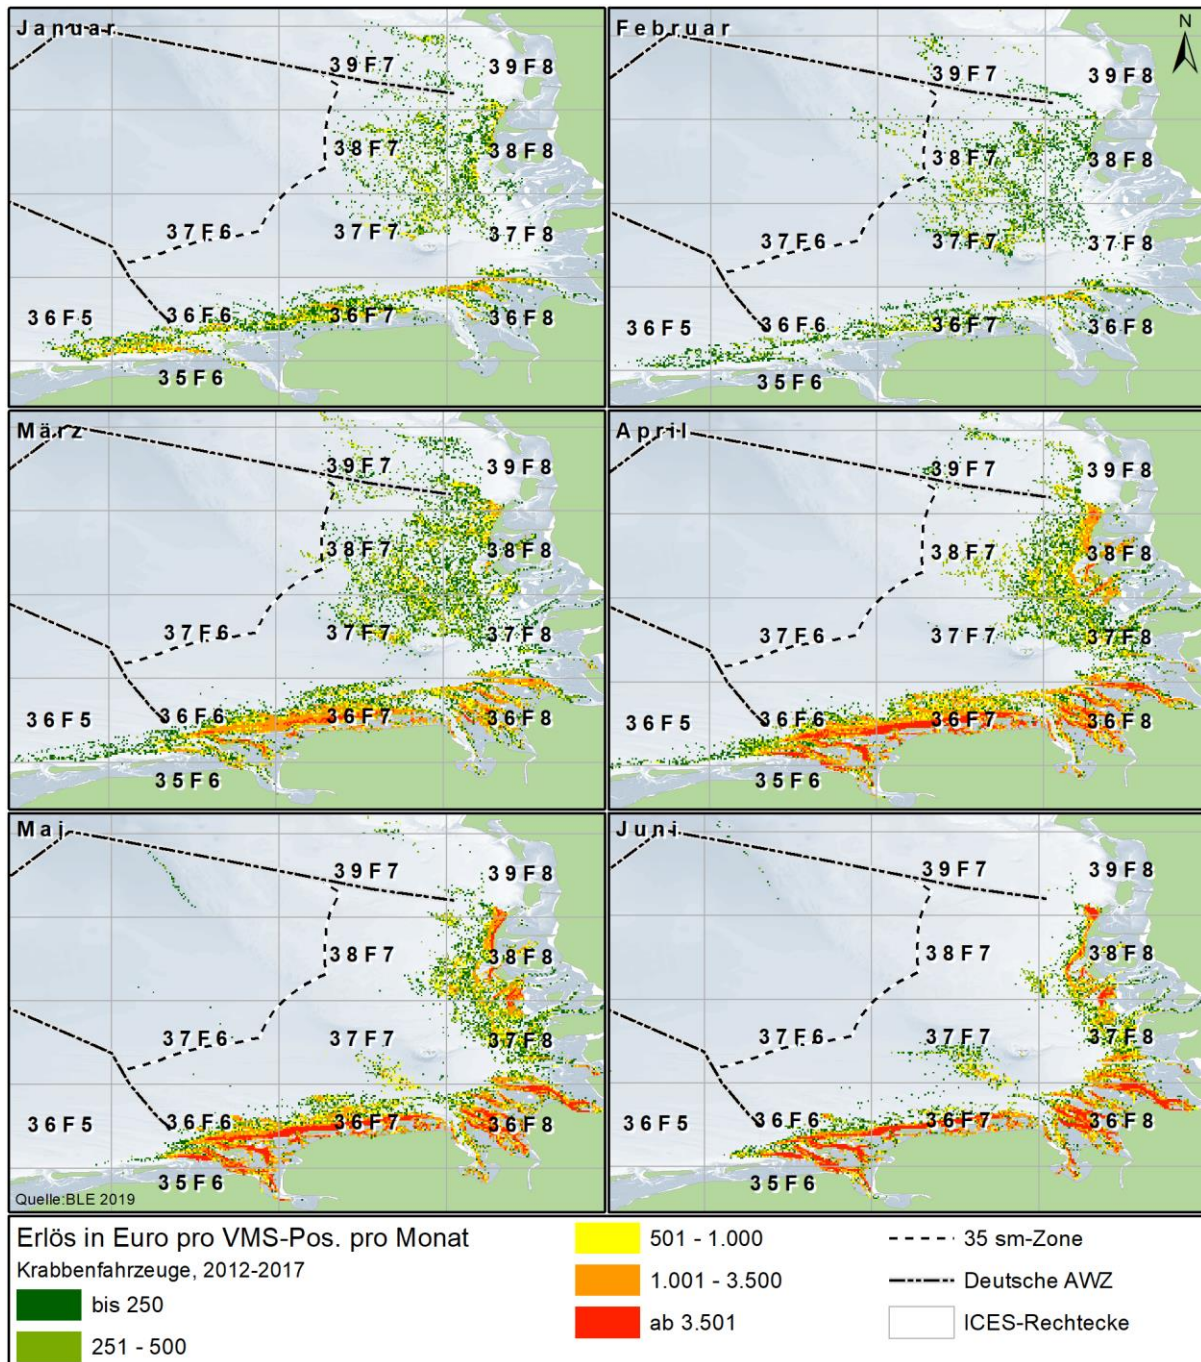 Januar
39F7
39F8
38F7
38F8
37F6
37F7
37F8
36F5
36F6
36F7
36F8
35F6
Februar
N
39F7
39F8
38F7
38F8
37F6
37F7
37F8
36F5
36F6
36F7
36F8
35F6
März
39F7
39F8
38F7
38F8
37F6
37F7
37F8
36F5
36F6
36F7
36F8
35F6
April
39F7
39F8
38F7
38F8
37F6
37F7
37F8
36F5
36F6
36F7
36F8
35F6
Mai
39F7
39F8
38F7
38F8
37F6
37F7
37F8
36F5
36F6
36F7
36F8
35F6
Quelle:BLE 2019
Juni
39F7
39F8
38F7
38F8
37F6
37F7
37F8
36F5
36F6
36F7
36F8
35F6
Erlös in Euro pro VMS-Pos. pro Monat
Krabbenfahrzeuge, 2012-2017
bis 250
251 - 500
501 - 1.000
1.001 - 3.500
ab 3.501
35 sm-Zone
Deutsche AWZ
ICES-Rechtecke